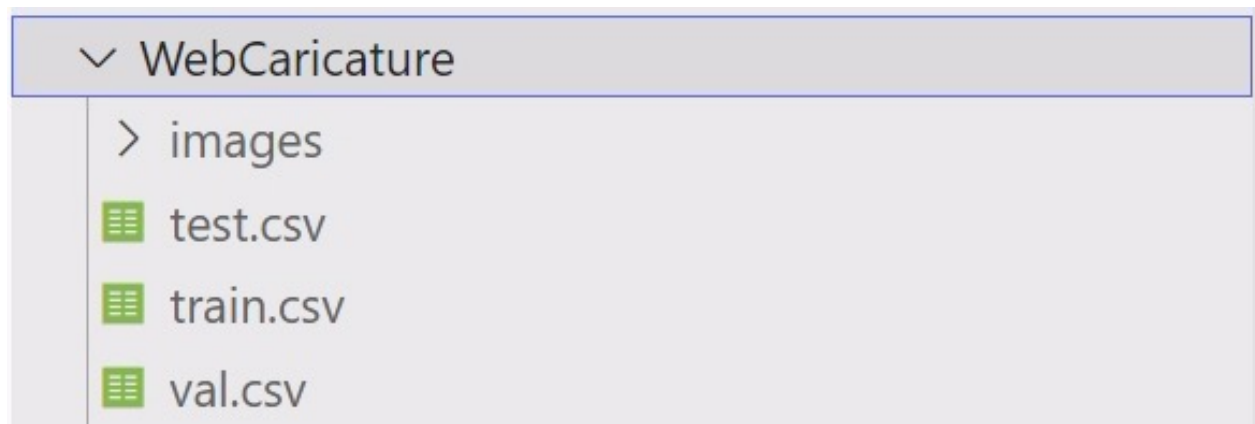 WebCaricature
images
test.csv
train.csv
val.csv